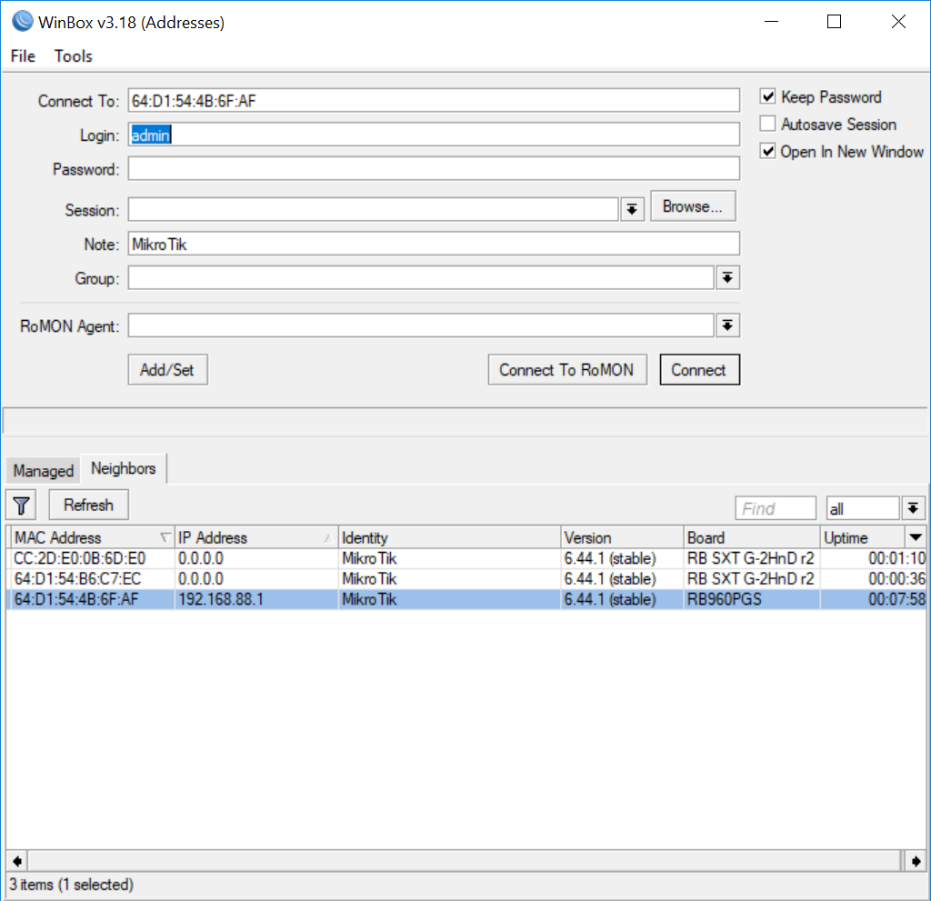 WinBox v3.18 (Addresses)
File Tools
Connect To: 64:D1:54:4B:6F:AF
Keep Password
Login: admin
Autosave Session
Password:
Open In New Window
Session: Browse...
Note: MikroTik
Group:
RoMON Agent:
Add/Set Connect To RoMON Connect
Managed Neighbors
Refresh Find all
MAC Address IP Address Identity Version Board Uptime
CC:2D:E0:0B:6D:E0 0.0.0.0 MikroTik 6.44.1 (stable) RB SXT G-2HnD r2 00:01:10
64:D1:54:B6:C7:EC 0.0.0.0 MikroTik 6.44.1 (stable) RB SXT G-2HnD r2 00:00:36
64:D1:54:4B:6F:AF 192.168.88.1 MikroTik 6.44.1 (stable) RB960PGS 00:07:58
3 items (1 selected)